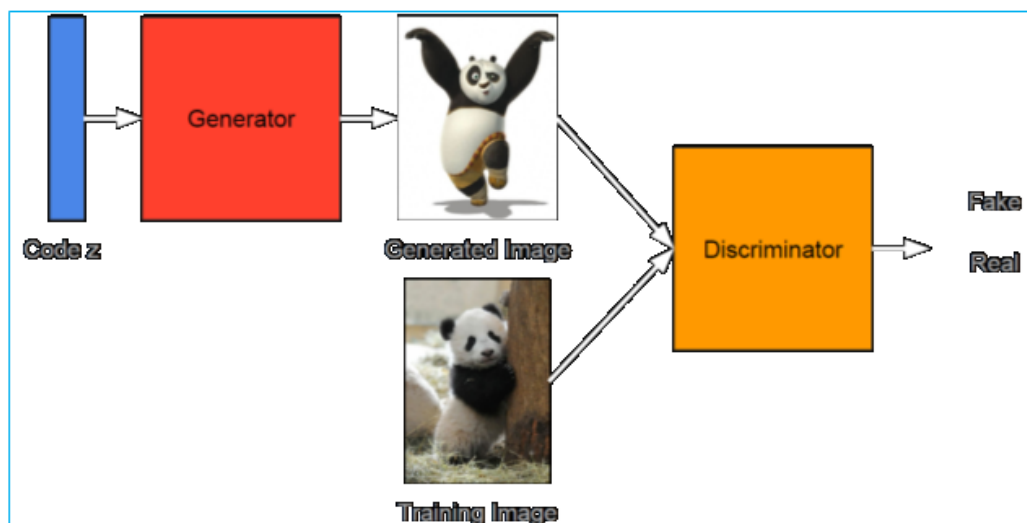 Generator
Code z
Generated Image
Discriminator
Fake
Real
Training Image